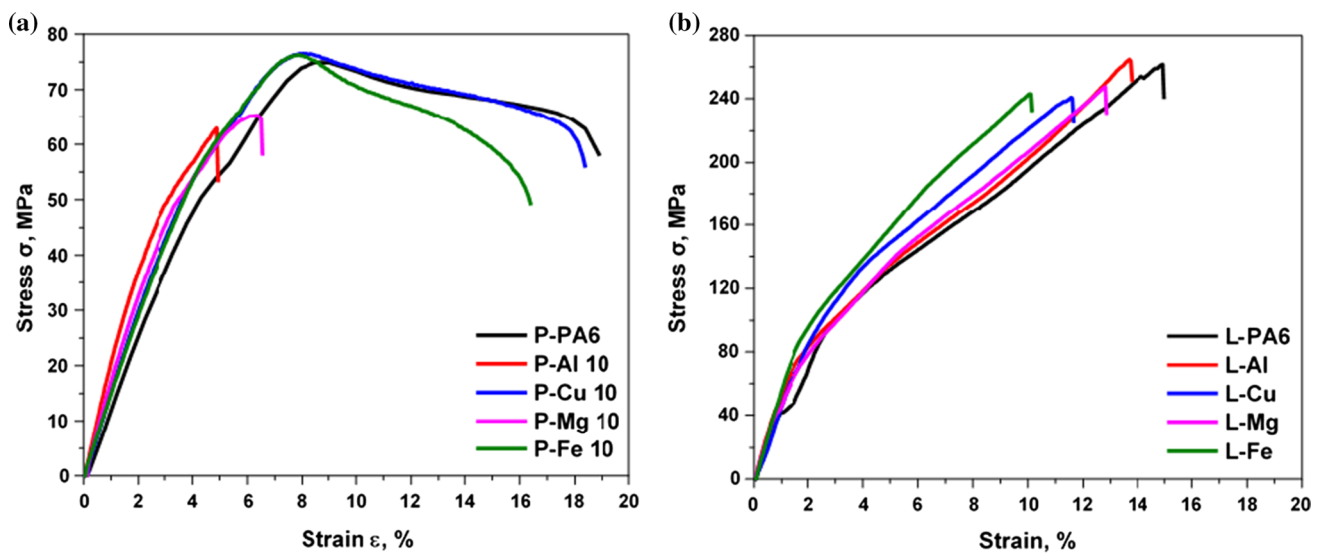 (a)
80
70
60
50
40
30
20
10
0
Stress σ, MPa
0 2 4 6 8 10 12 14 16 18 20
Strain ε, %
P-PA6
P-Al 10
P-Cu 10
P-Mg 10
P-Fe 10
(b)
280
240
200
160
120
80
40
0
Stress σ, MPa
0 2 4 6 8 10 12 14 16 18 20
Strain, %
L-PA6
L-Al
L-Cu
L-Mg
L-Fe